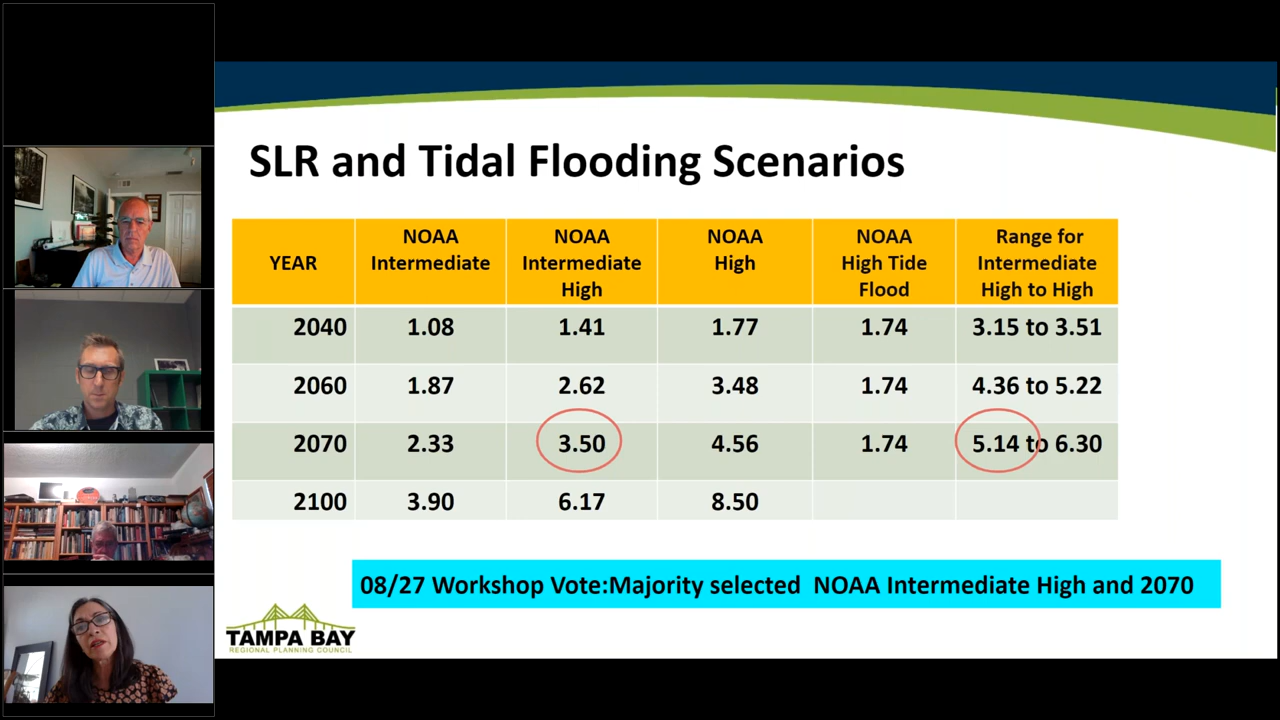 SLR and Tidal Flooding Scenarios
YEAR NOAA Intermediate NOAA Intermediate High NOAA High NOAA High Tide Flood Range for Intermediate High to High
2040 1.08 1.41 1.77 1.74 3.15 to 3.51
2060 1.87 2.62 3.48 1.74 4.36 to 5.22
2070 2.33 3.50 4.56 1.74 5.14 to 6.30
2100 3.90 6.17 8.50
08/27 Workshop Vote:Majority selected NOAA Intermediate High and 2070
TAMPA BAY
REGIONAL PLANNING COUNCIL